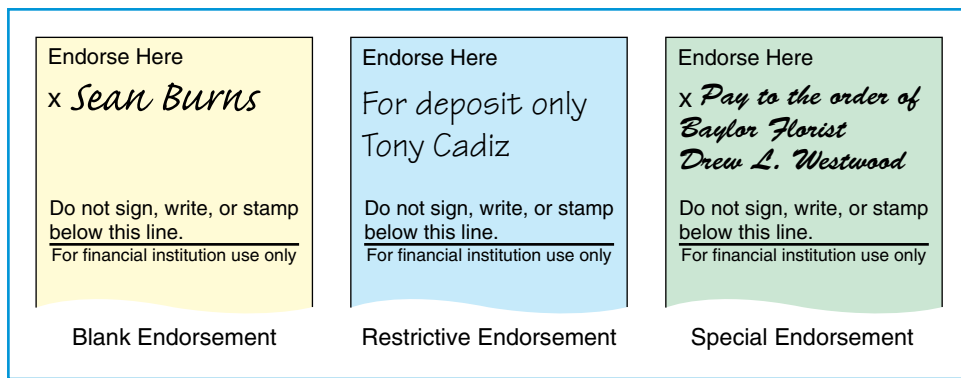 Endorse Here
x Sean Burns
Do not sign, write, or stamp
below this line.
For financial institution use only
Blank Endorsement
Endorse Here
For deposit only
Tony Cadiz
Do not sign, write, or stamp
below this line.
For financial institution use only
Restrictive Endorsement
Endorse Here
x Pay to the order of
Baylor Florist
Drew L. Westwood
Do not sign, write, or stamp
below this line.
For financial institution use only
Special Endorsement